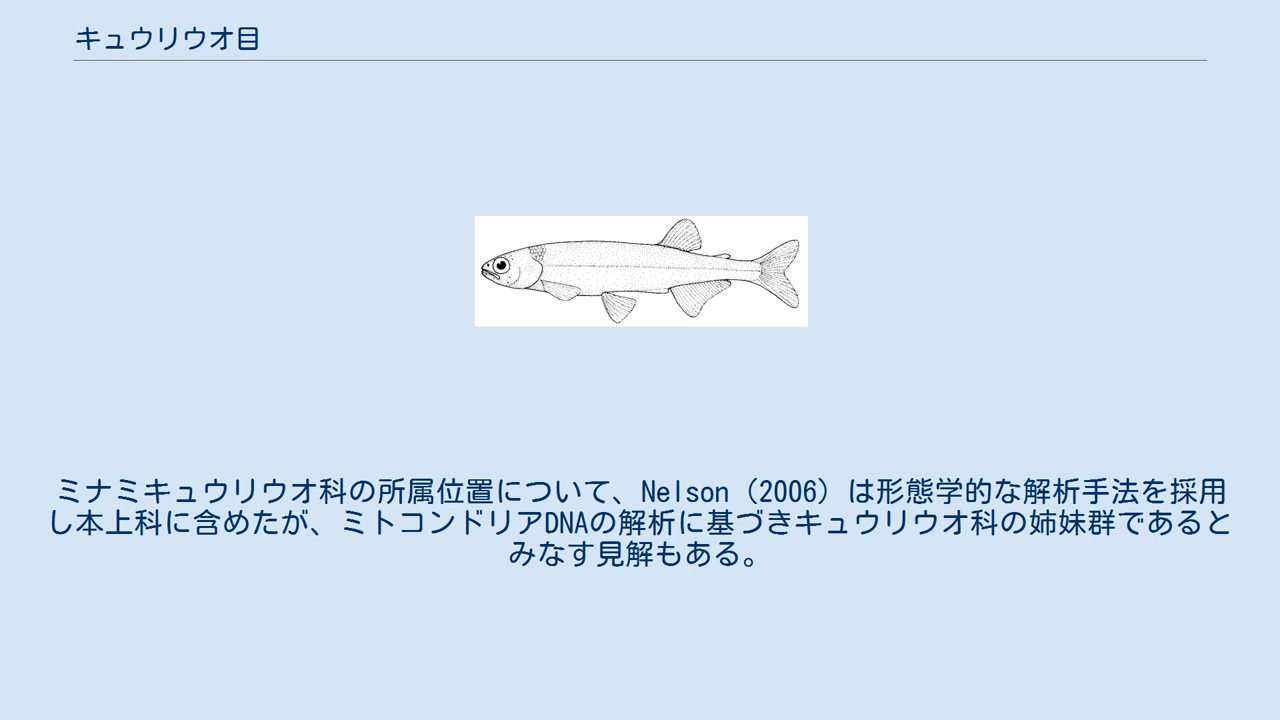 キュウリウオ目
ミナミキュウリウオ科の所属位置について、Nelson（2006）は形態学的な解析手法を採用
し本上科に含めたが、ミトコンドリアDNAの解析に基づきキュウリウオ科の姉妹群であると
みなす見解もある。